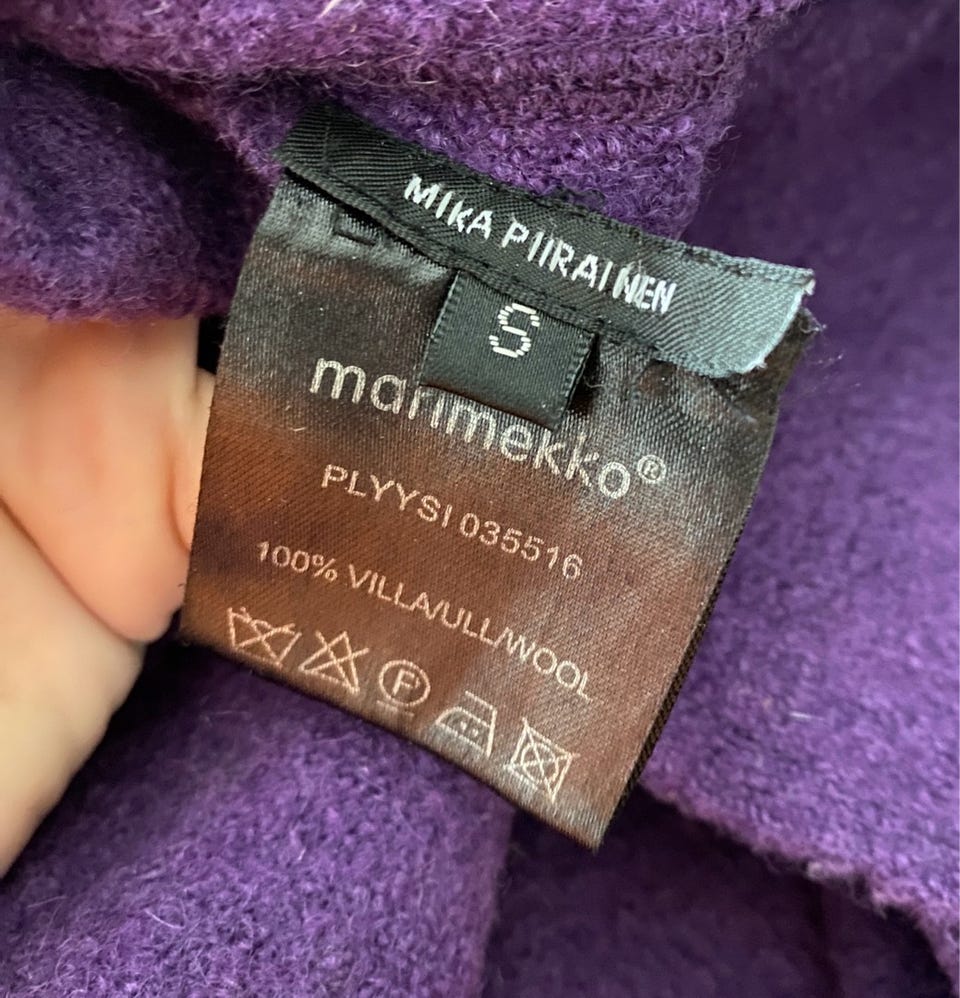 MIKA PIIRAINEN
S
marimekko®
PLYYSI 035516
100% VILLA/ULL/WOOL
F